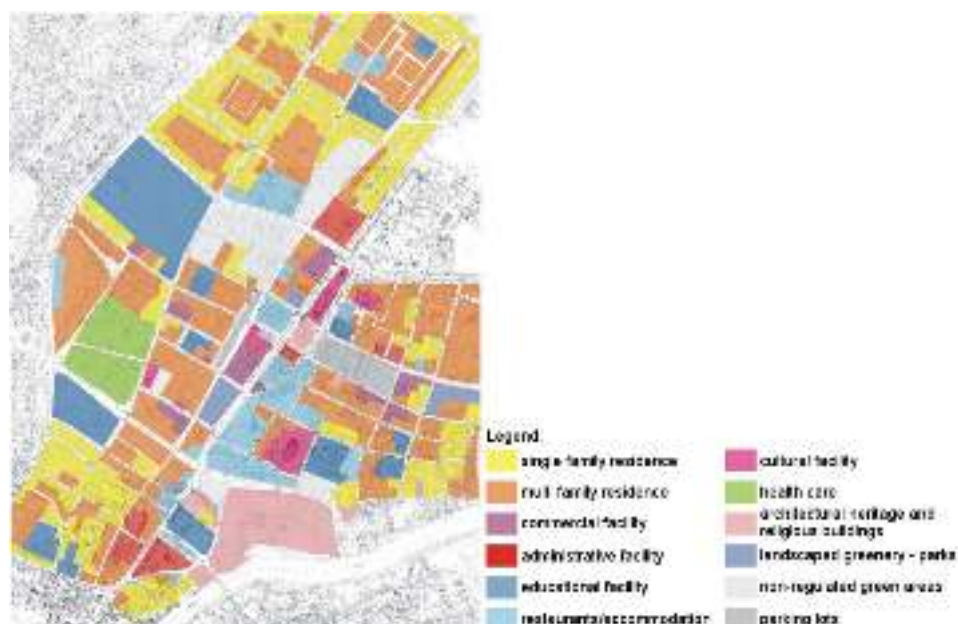 Legend
single family residence
multi-family residence
commercial facility
administrative facility
educational facility
restaurants/accommodation
cultural facility
health care
architectural heritage and
religious buildings
landscaped greenery - parks
non-regulated green areas
parking lots